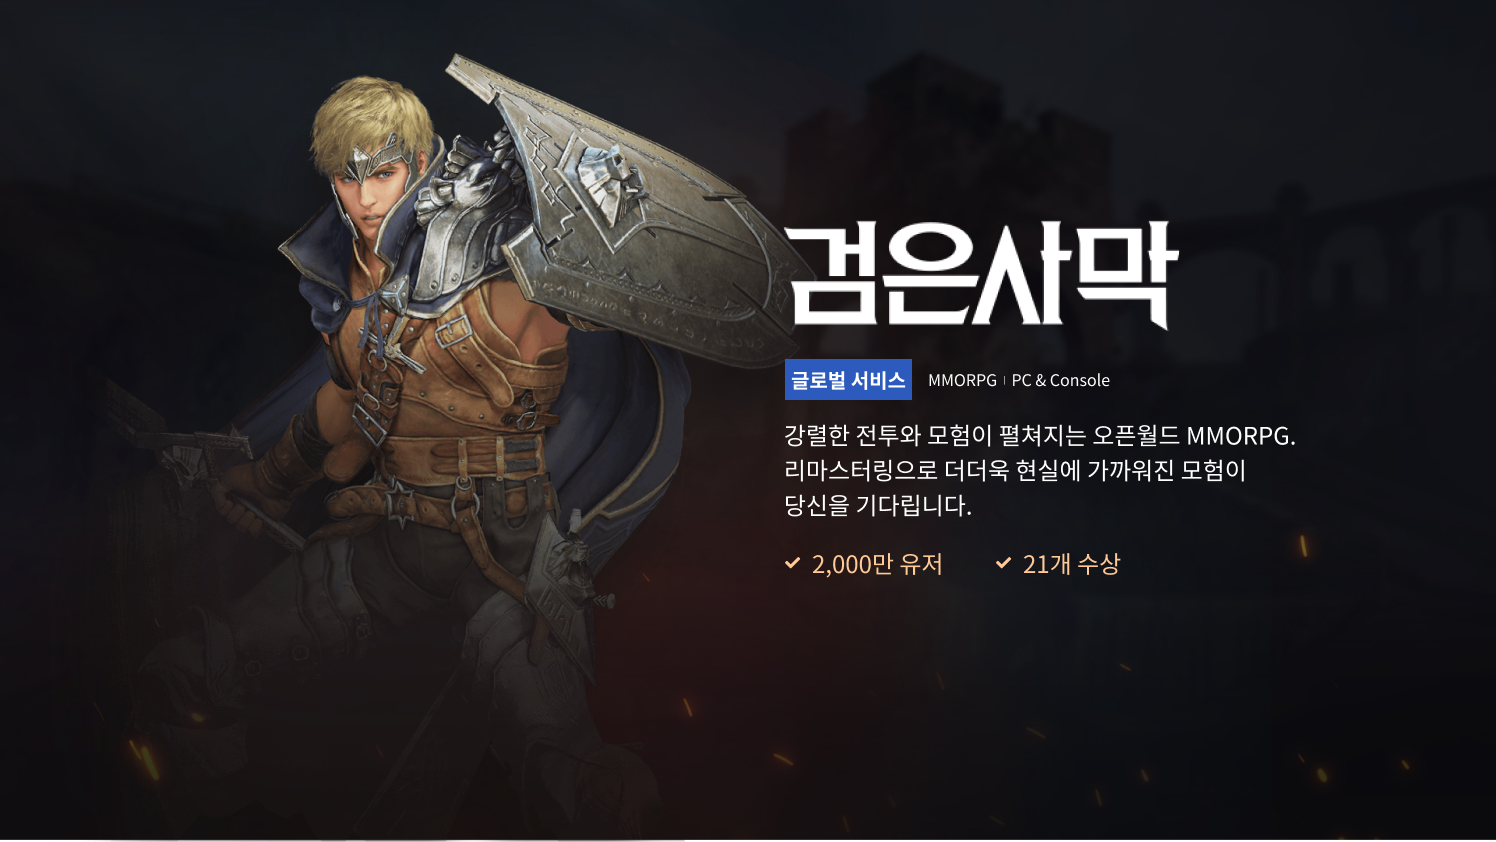 검은사막
글로벌 서비스 MMORPG | PC & Console
강렬한 전투와 모험이 펼쳐지는 오픈월드 MMORPG.
리마스터링으로 더더욱 현실에 가까워진 모험이
당신을 기다립니다.
2,000만 유저 21개 수상